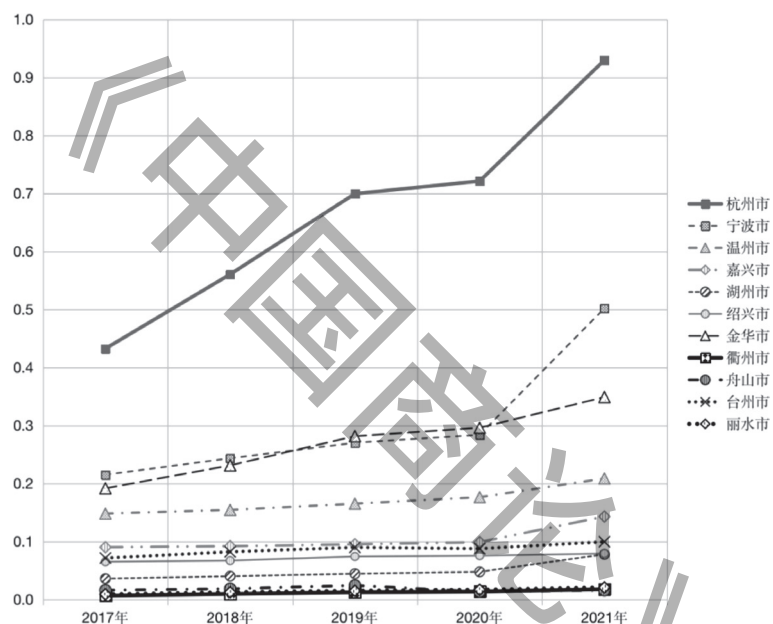 1.0
0.9
0.8
0.7
0.6
0.5
0.4
0.3
0.2
0.1
0.0
2017年 2018年 2019年 2020年 2021年
杭州市
宁波市
温州市
嘉兴市
湖州市
绍兴市
金华市
衢州市
舟山市
台州市
丽水市
《中国商论》